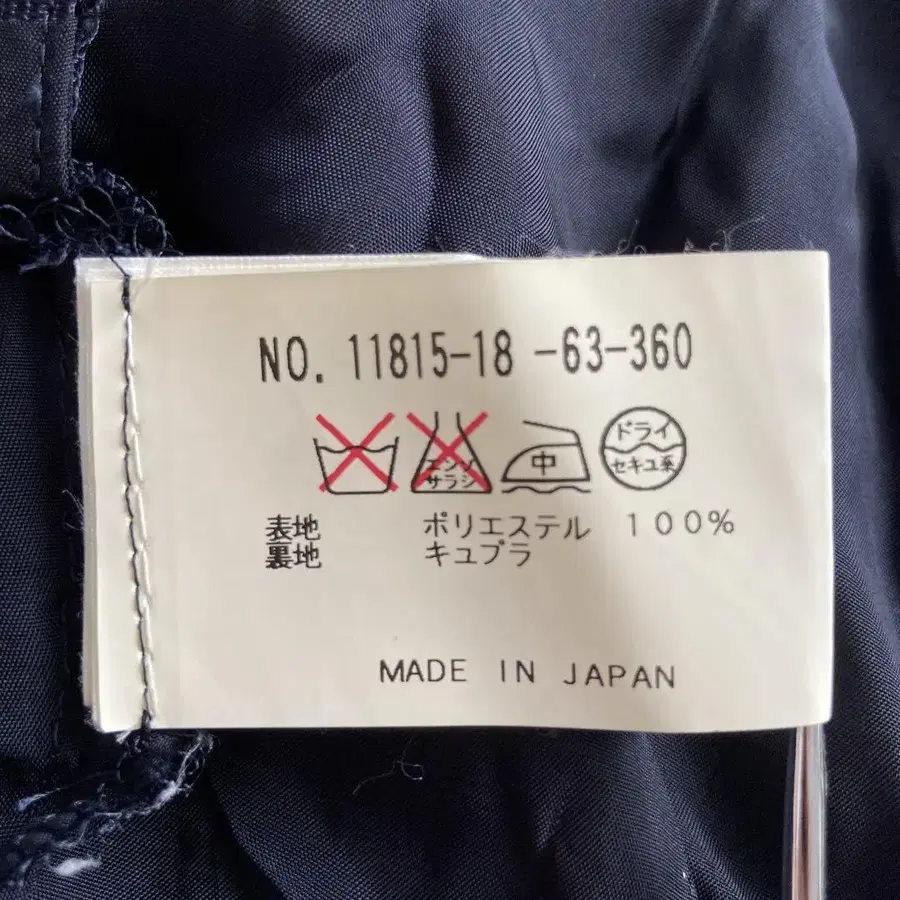 NO. 11815-18 -63-360
エンソ サラシ
中
ドライ
セキユ系
表地 ポリエステル 100%
裏地 キュプラ
MADE IN JAPAN